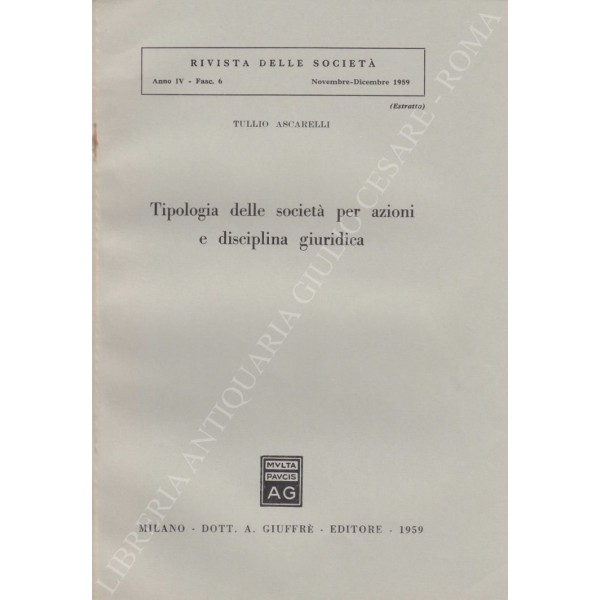 RIVISTA DELLE SOCIETÀ
Anno IV - Fasc. 6 Novembre-Dicembre 1959
(Estratto)
TULLIO ASCARELLI
Tipologia delle società per azioni
e disciplina giuridica
MVLTA
PAVCIS
AG
MILANO - DOTT. A. GIUFFRÈ - EDITORE - 1959
LIBRERIA ANTIQUARIA GIULIO CESARE - ROMA